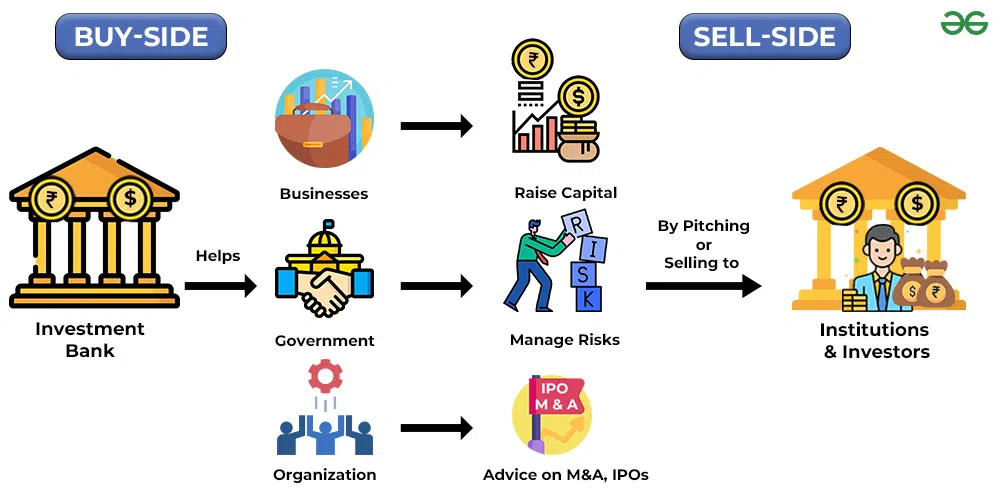 BUY-SIDE
SELL-SIDE
₹
$
Businesses
Raise Capital
₹ $
Investment
Bank
Helps
Government
R
I
S
K
Manage Risks
By Pitching
or
Selling to
₹ $
$ ₹
Institutions
& Investors
Organization
IPO
M & A
Advice on M&A, IPOs